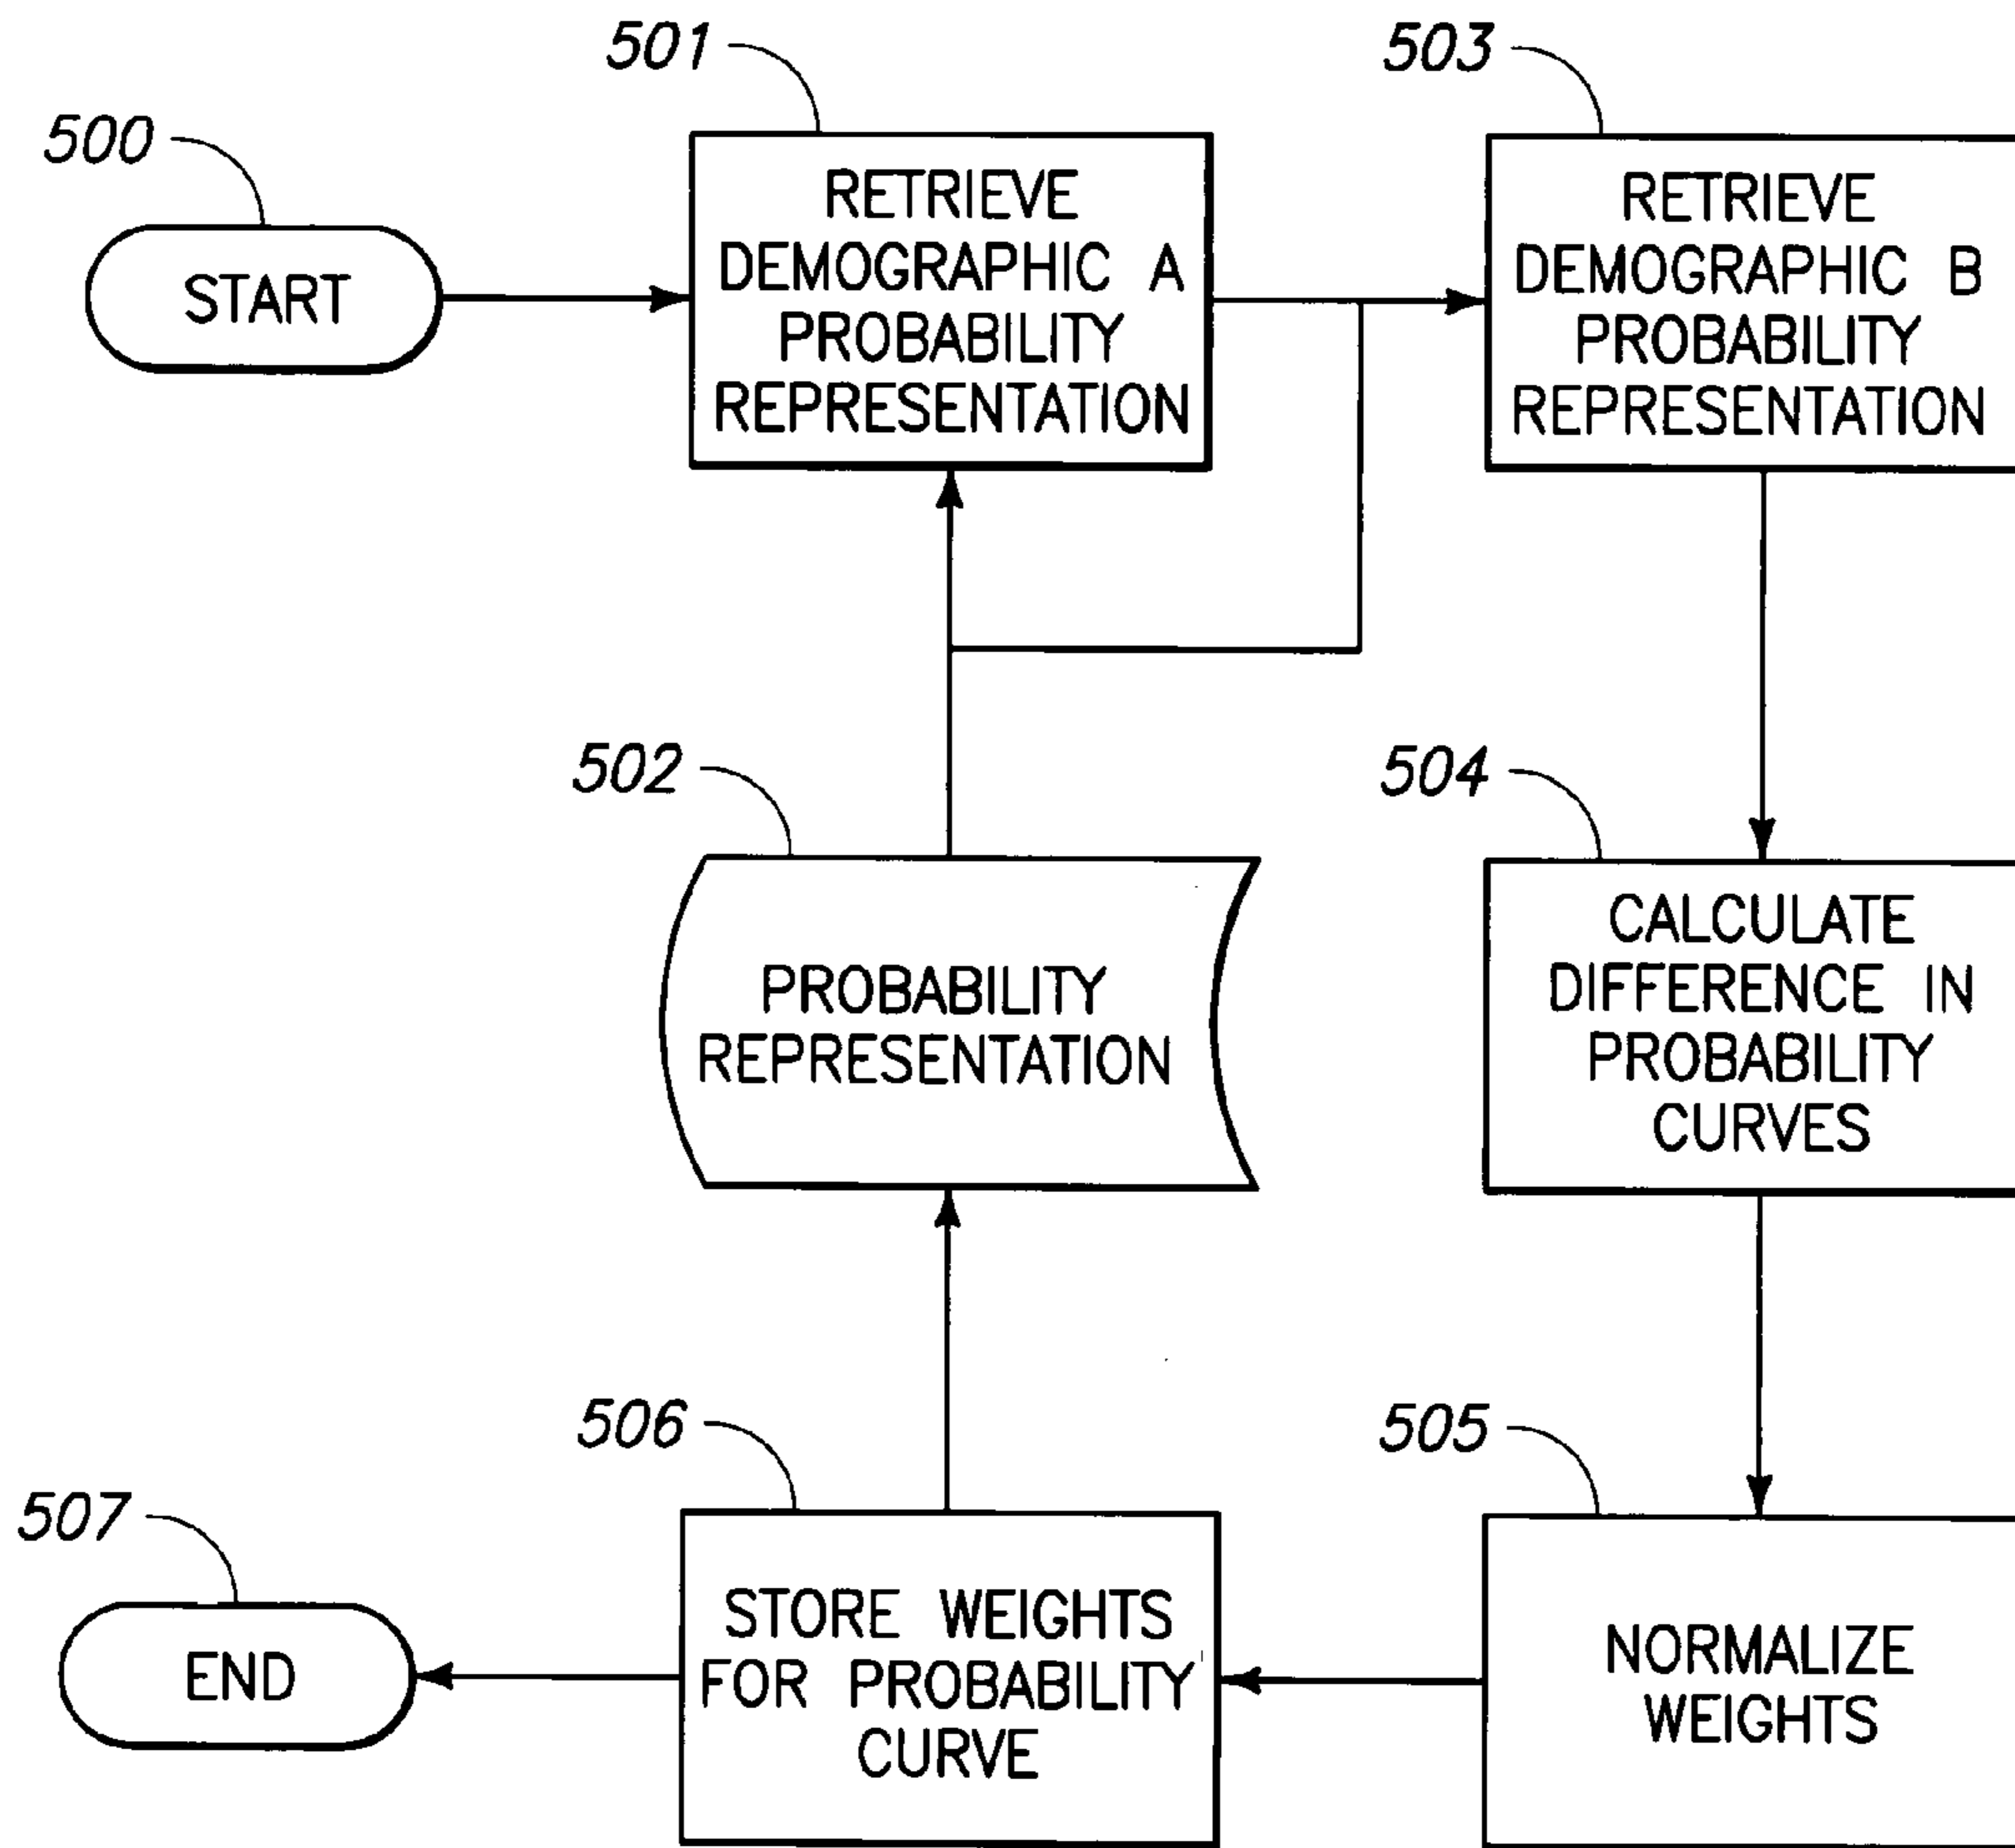 500
START
501
RETRIEVE
DEMOGRAPHIC A
PROBABILITY
REPRESENTATION
503
RETRIEVE
DEMOGRAPHIC B
PROBABILITY
REPRESENTATION
502
PROBABILITY
REPRESENTATION
504
CALCULATE
DIFFERENCE IN
PROBABILITY
CURVES
505
NORMALIZE
WEIGHTS
506
STORE WEIGHTS
FOR PROBABILITY
CURVE
507
END